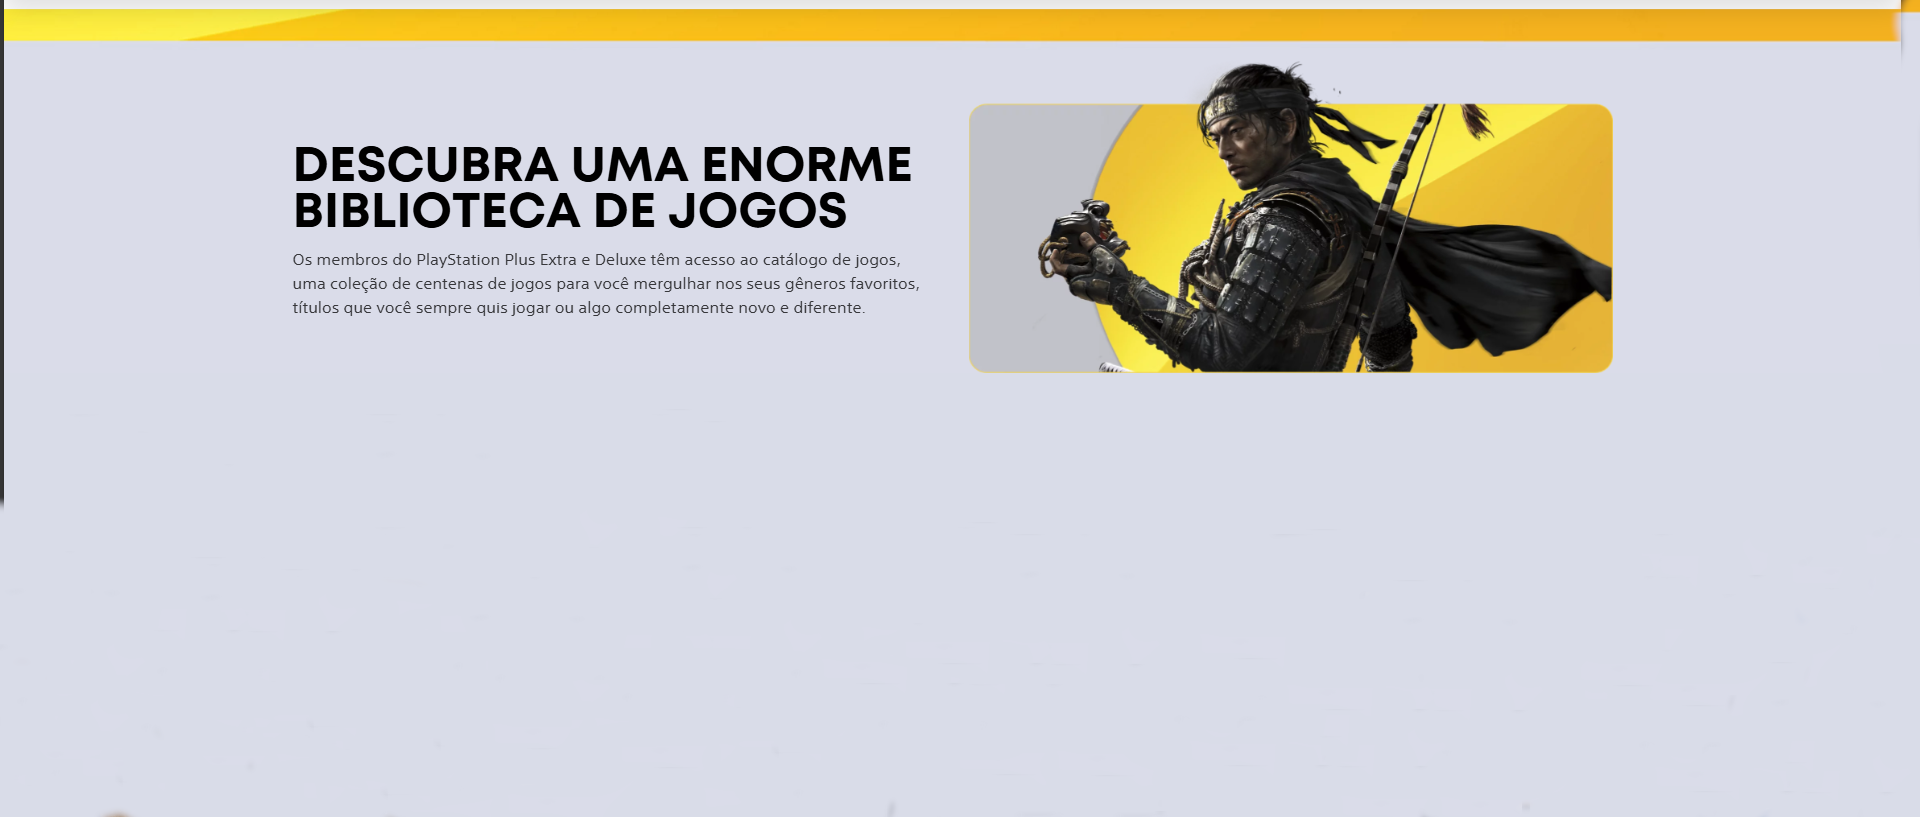 DESCUBRA UMA ENORME
BIBLIOTECA DE JOGOS
Os membros do PlayStation Plus Extra e Deluxe têm acesso ao catálogo de jogos,
uma coleção de centenas de jogos para você mergulhar nos seus gêneros favoritos,
títulos que você sempre quis jogar ou algo completamente novo e diferente.